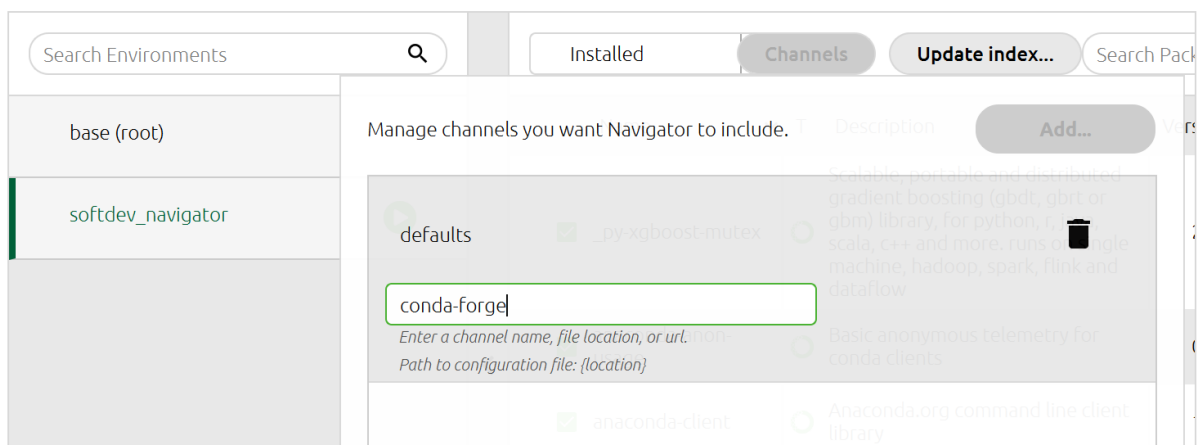 Search Environments
Installed
Channels
Update index...
Search Pack
base (root)
softdev_navigator
Manage channels you want Navigator to include.
Add...
T
Description
Vers
defaults
_py-xgboost-mutex
Scalable, portable and distributed
gradient boosting (gbdt, gbrt or
gbm) library, for python, r,
scala, c++ and more. runs on single
machine, hadoop, spark, flink and
dataflow
conda-forge
Enter a channel name, file location, or url.
Path to configuration file: {location}
Basic anonymous telemetry for
conda clients
anaconda-client
Anaconda.org command line client
library